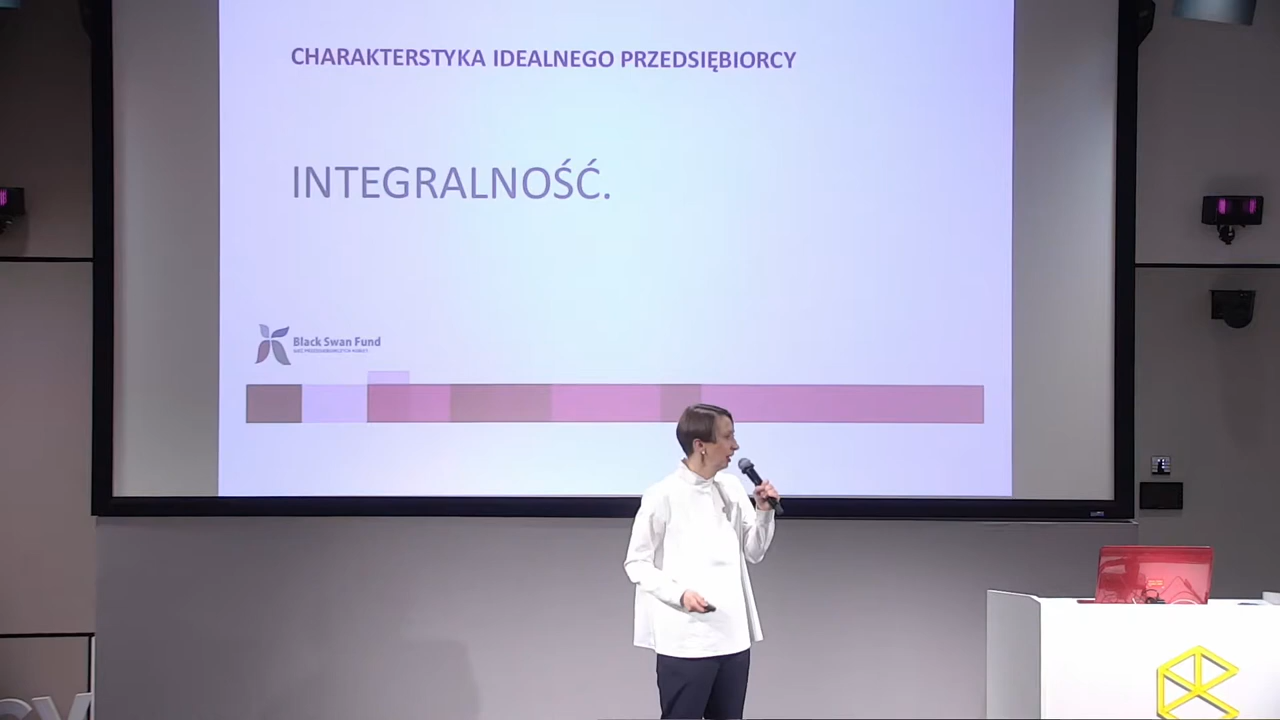 CHARAKTERSTYKA IDEALNEGO PRZEDSIĘBIORCY
INTEGRALNOŚĆ.
Black Swan Fund